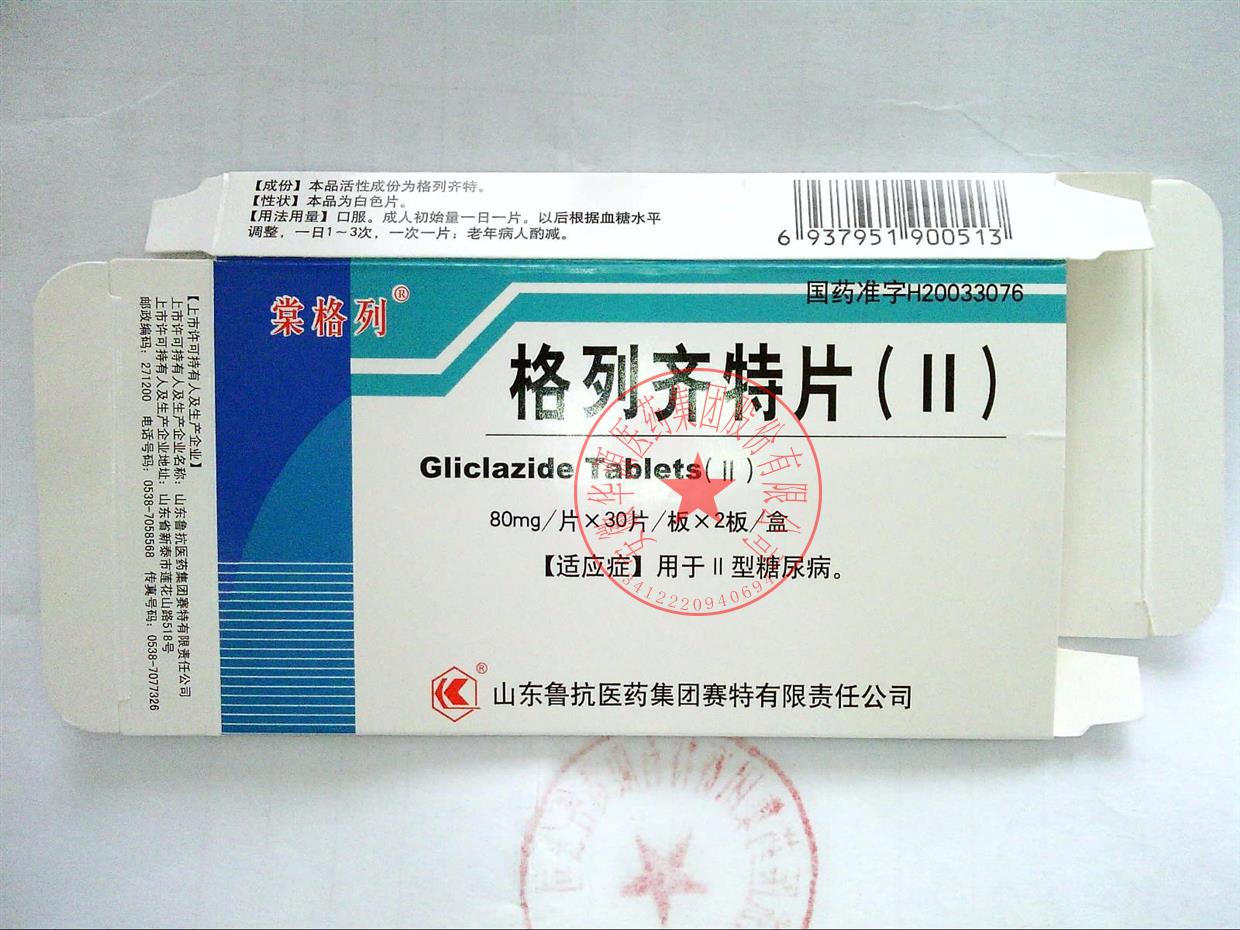 【成份】本品活性成份为格列齐特。
【性状】本品为白色片。
【用法用量】口服。成人初始量一日一片。以后根据血糖水平
调整，一日1～3次，一次一片；老年病人酌减。
6 937951 900513
国药准字H20033076
棠格列®
格列齐特片(II)
Gliclazide Tablets(II)
80mg/片×30片/板×2板/盒
【适应症】用于II型糖尿病。
®
山东鲁抗医药集团赛特有限责任公司
【上市许可持有人及生产企业】
上市许可持有人及生产企业名称：山东鲁抗医药集团赛特有限责任公司
上市许可持有人及生产企业地址：山东省新泰市莲花山路518号
邮政编码：271200 电话号码：0538-7058568 传真号码：0538-7077326
医药集团股份有限公司